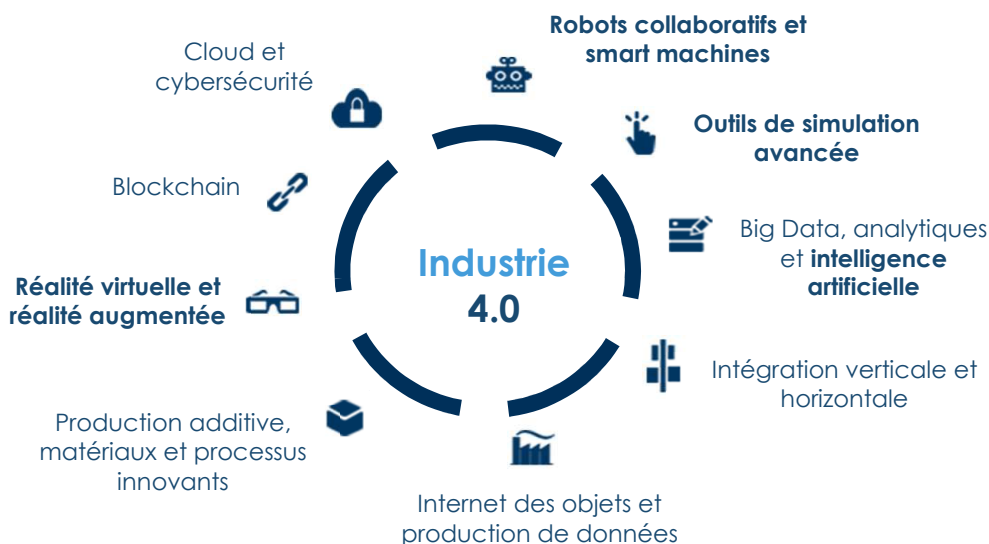 Robots collaboratifs et
smart machines
Outils de simulation
avancée
Big Data, analytiques
et intelligence
artificielle
Intégration verticale et
horizontale
Internet des objets et
production de données
Production additive,
matériaux et processus
innovants
Réalité virtuelle et
réalité augmentée
Blockchain
Cloud et
cybersécurité
Industrie
4.0